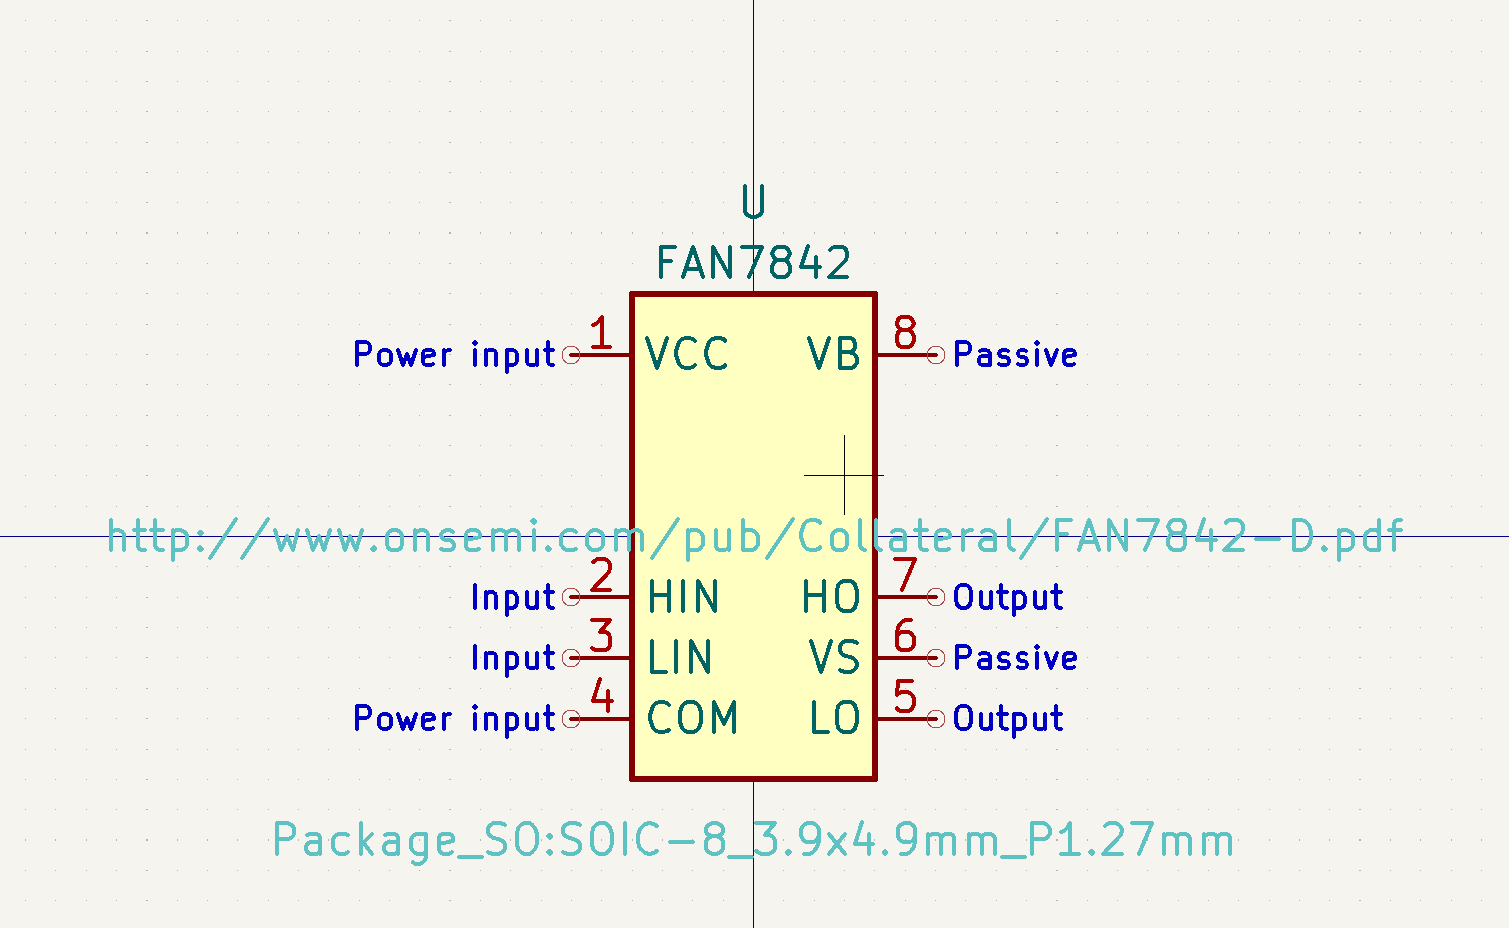 U
FAN7842
Power input 1 VCC VB 8 Passive
http://www.onsemi.com/pub/Collateral/FAN7842-D.pdf
Input 2 HIN HO 7 Output
Input 3 LIN VS 6 Passive
Power input 4 COM LO 5 Output
Package_SO:SOIC-8_3.9x4.9mm_P1.27mm